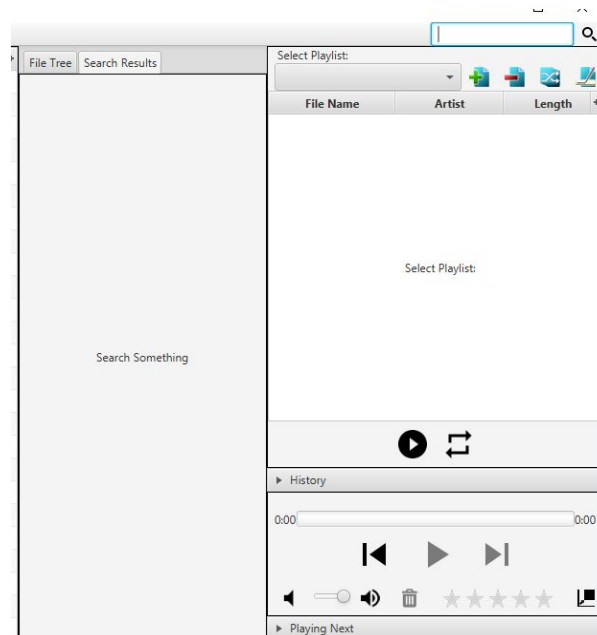 File Tree
Search Results
Search Something
Select Playlist:
File Name
Artist
Length
Select Playlist:
History
0:00
0:00
Playing Next